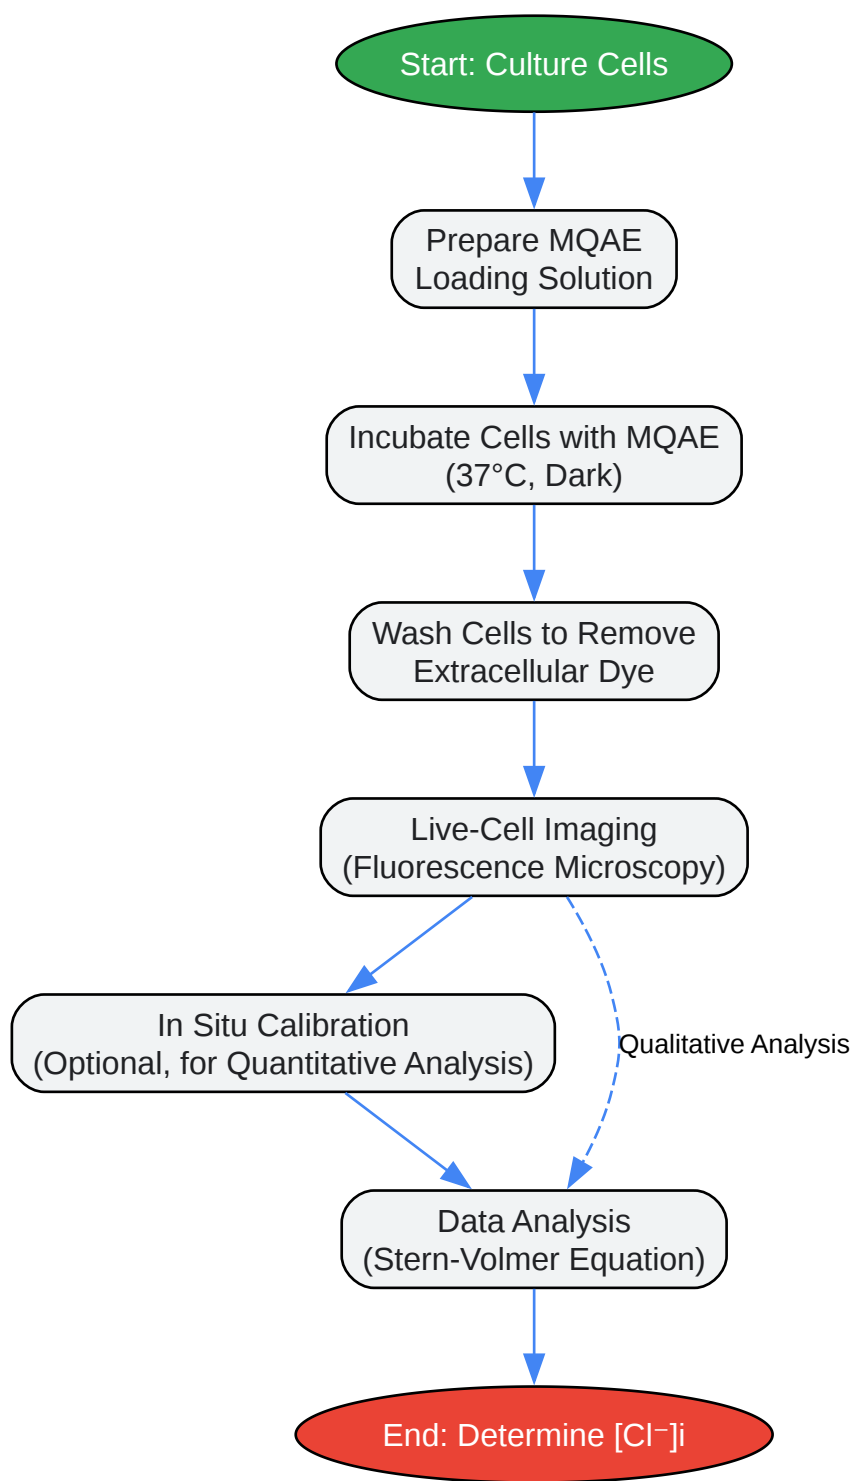 Start: Culture Cells
Prepare MQAE
Loading Solution
Incubate Cells with MQAE
(37°C, Dark)
Wash Cells to Remove
Extracellular Dye
Live-Cell Imaging
(Fluorescence Microscopy)
In Situ Calibration
(Optional, for Quantitative Analysis)
Qualitative Analysis
Data Analysis
(Stern-Volmer Equation)
End: Determine [Cl⁻]i